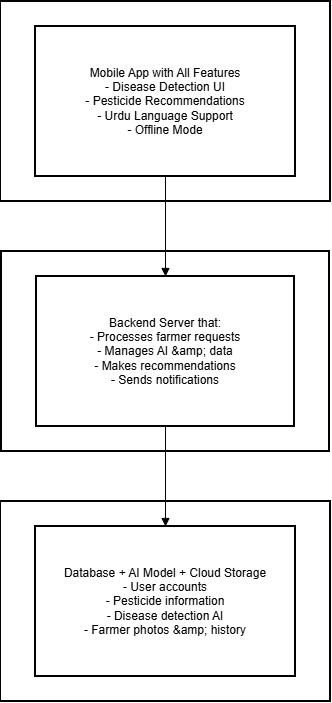 Mobile App with All Features
- Disease Detection UI
- Pesticide Recommendations
- Urdu Language Support
- Offline Mode
Backend Server that:
- Processes farmer requests
- Manages AI &amp; data
- Makes recommendations
- Sends notifications
Database + AI Model + Cloud Storage
- User accounts
- Pesticide information
- Disease detection AI
- Farmer photos &amp; history